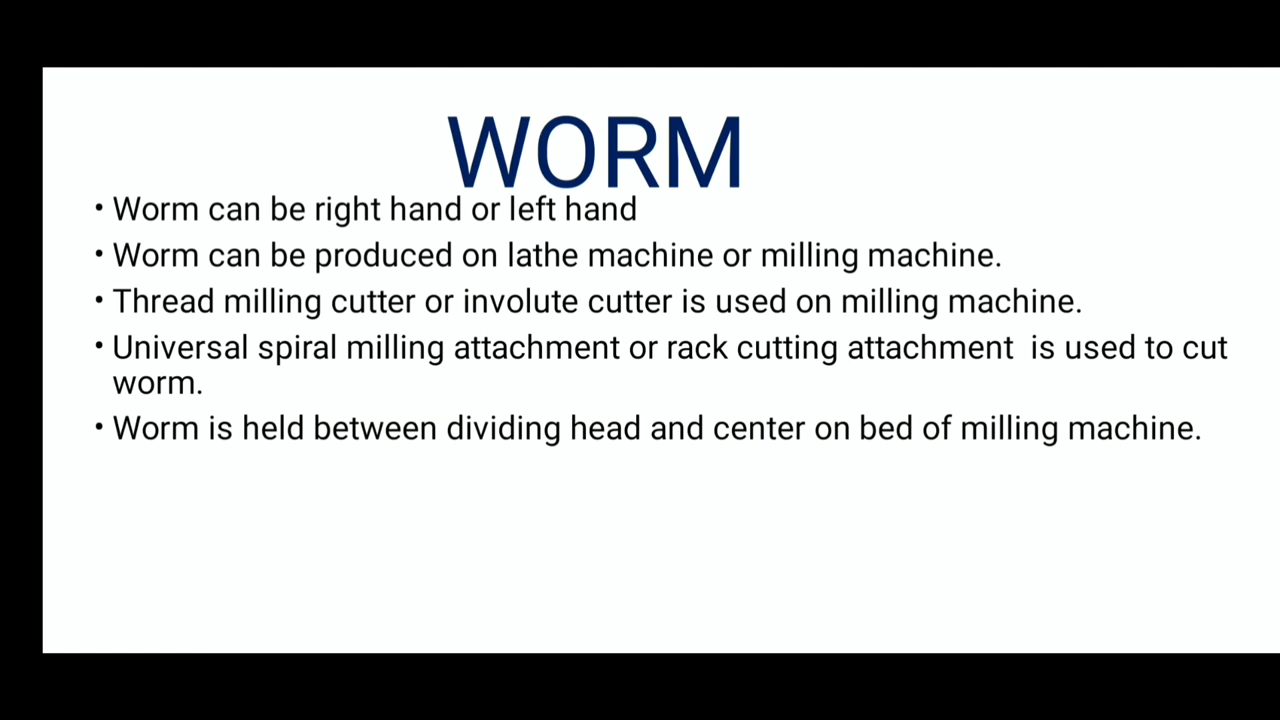 WORM
• Worm can be right hand or left hand
• Worm can be produced on lathe machine or milling machine.
• Thread milling cutter or involute cutter is used on milling machine.
• Universal spiral milling attachment or rack cutting attachment  is used to cut
worm.
• Worm is held between dividing head and center on bed of milling machine.